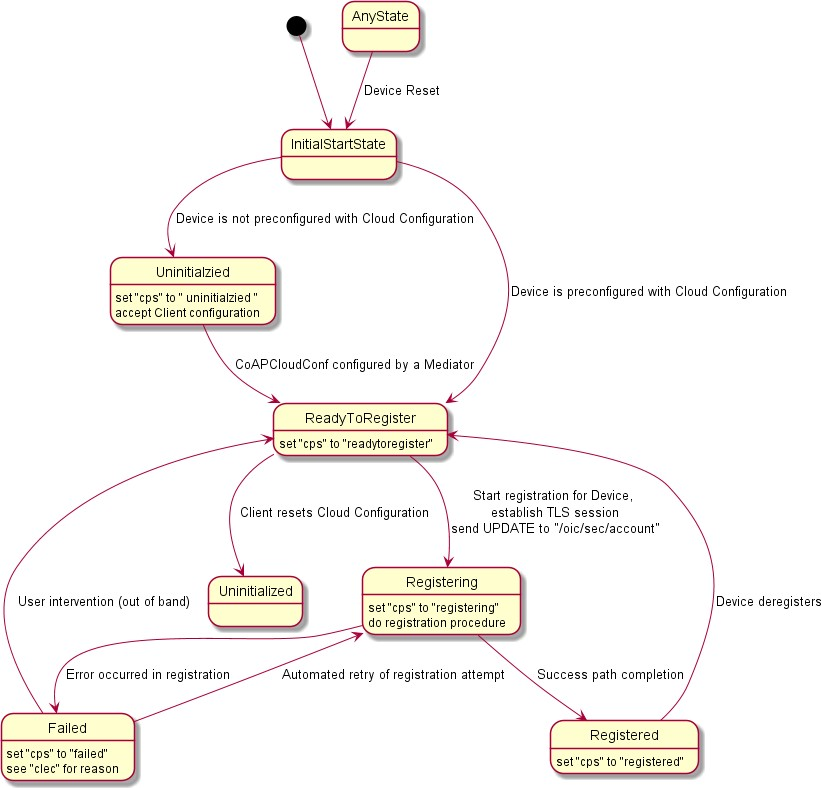 AnyState
Device Reset
InitialStartState
Device is not preconfigured with Cloud Configuration
Uninitialzied
set "cps" to " uninitialzied "
accept Client configuration
Device is preconfigured with Cloud Configuration
CoAPCloudConf configured by a Mediator
ReadyToRegister
set "cps" to "readytoregister"
Start registration for Device,
establish TLS session
send UPDATE to "/oic/sec/account"
Client resets Cloud Configuration
Uninitialized
Registering
set "cps" to "registering"
do registration procedure
User intervention (out of band)
Device deregisters
Error occurred in registration
Automated retry of registration attempt
Success path completion
Failed
set "cps" to "failed"
see "clec" for reason
Registered
set "cps" to "registered"